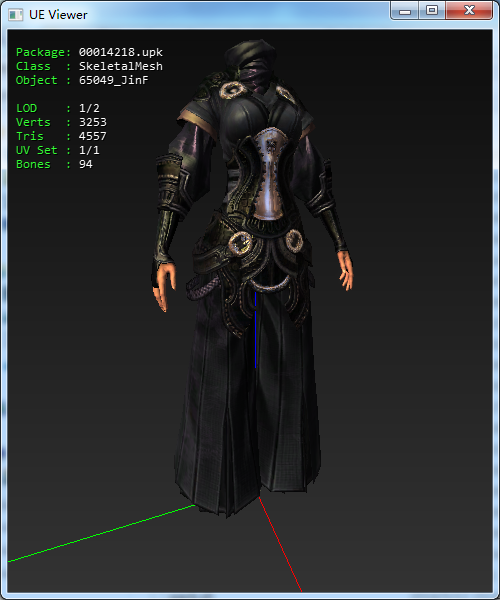 UE Viewer
Package: 00014218.upk
Class  : SkeletalMesh
Object : 65049_JinF
LOD    : 1/2
Verts  : 3253
Tris   : 4557
UV Set : 1/1
Bones  : 94